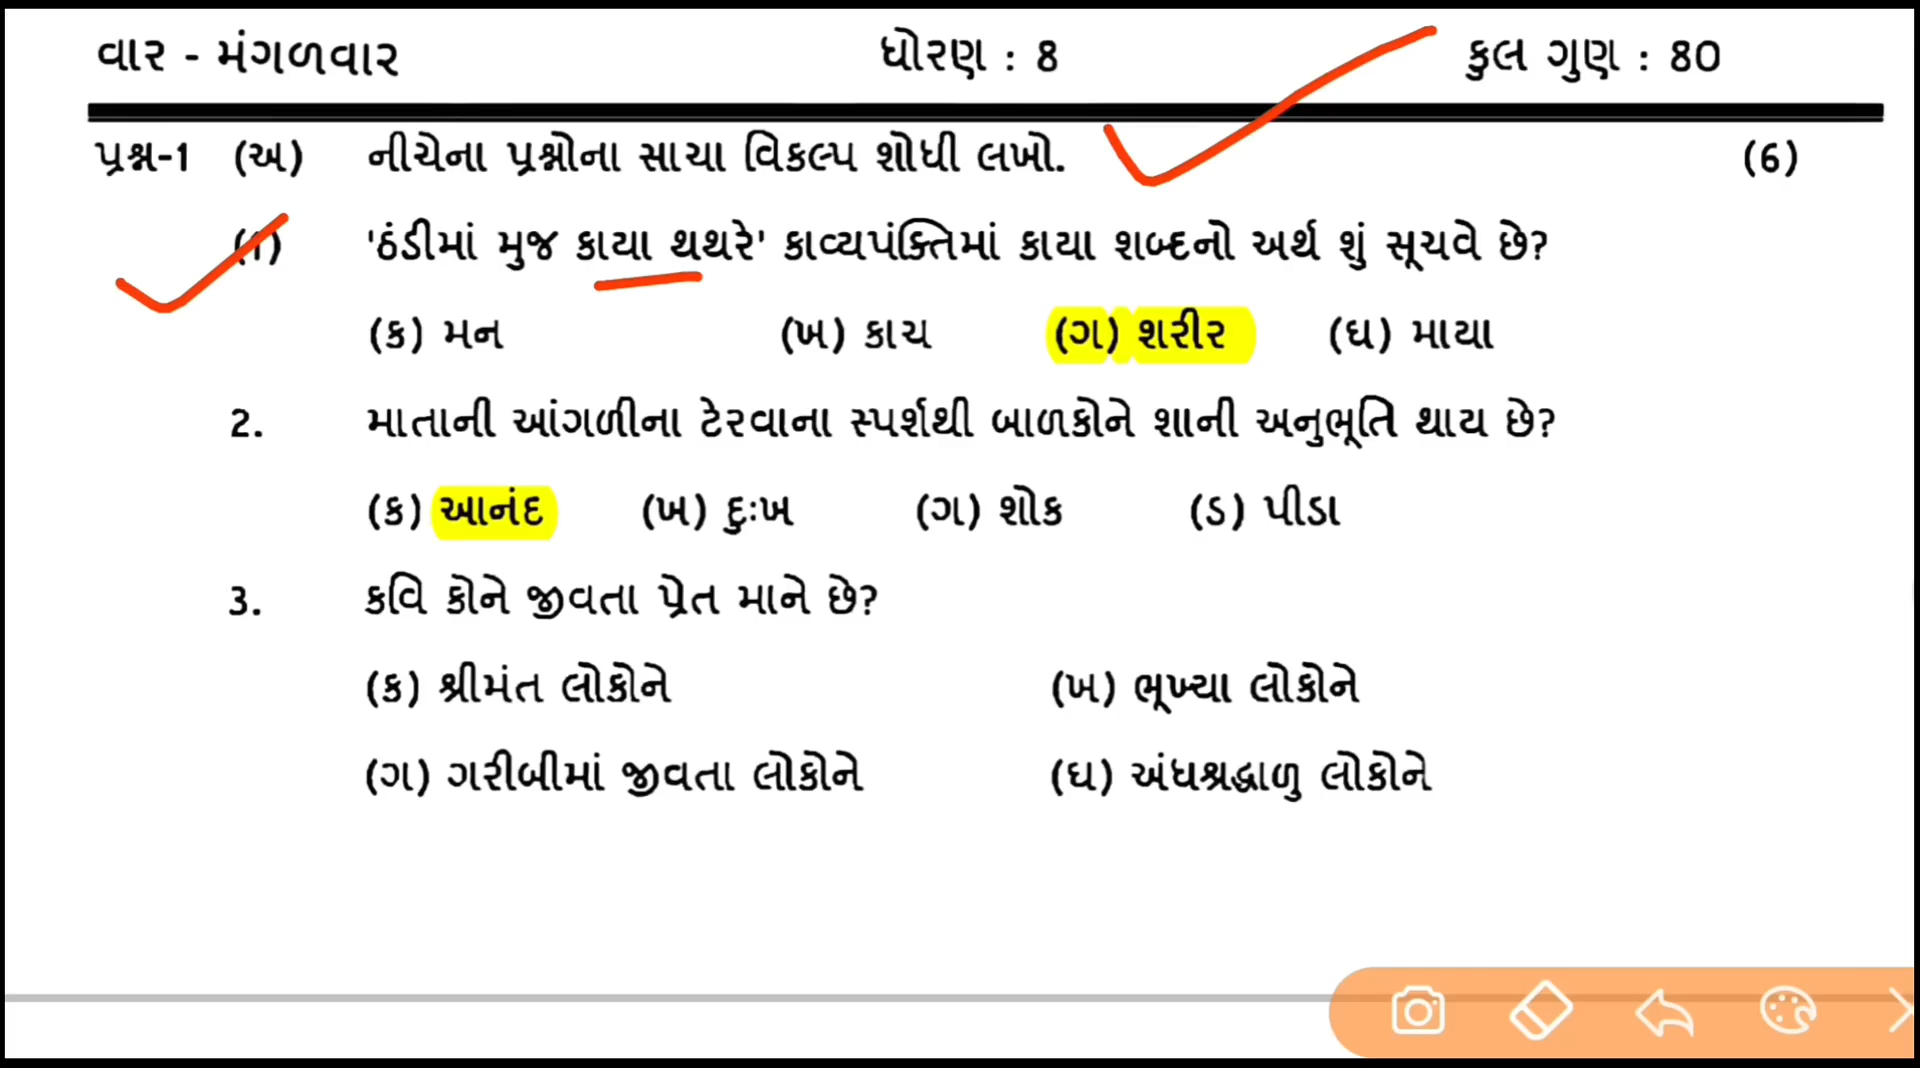 વાર - મંગળવાર ધોરણ : 8 કુલ ગુણ : 80
પ્રશ્ન-1 (અ) નીચેના પ્રશ્નોના સાચા વિકલ્પ શોધી લખો. (6)
(1) 'ઠંડીમાં મુજ કાયા થથરે' કાવ્યપંક્તિમાં કાયા શબ્દનો અર્થ શું સૂચવે છે?
(ક) મન (ખ) કાચ (ગ) શરીર (ઘ) માયા
2. માતાની આંગળીના ટેરવાના સ્પર્શથી બાળકોને શાની અનુભૂતિ થાય છે?
(ક) આનંદ (ખ) દુઃખ (ગ) શોક (ડ) પીડા
3. કવિ કોને જીવતા પ્રેત માને છે?
(ક) શ્રીમંત લોકોને (ખ) ભૂખ્યા લોકોને
(ગ) ગરીબીમાં જીવતા લોકોને (ઘ) અંધશ્રદ્ધાળુ લોકોને